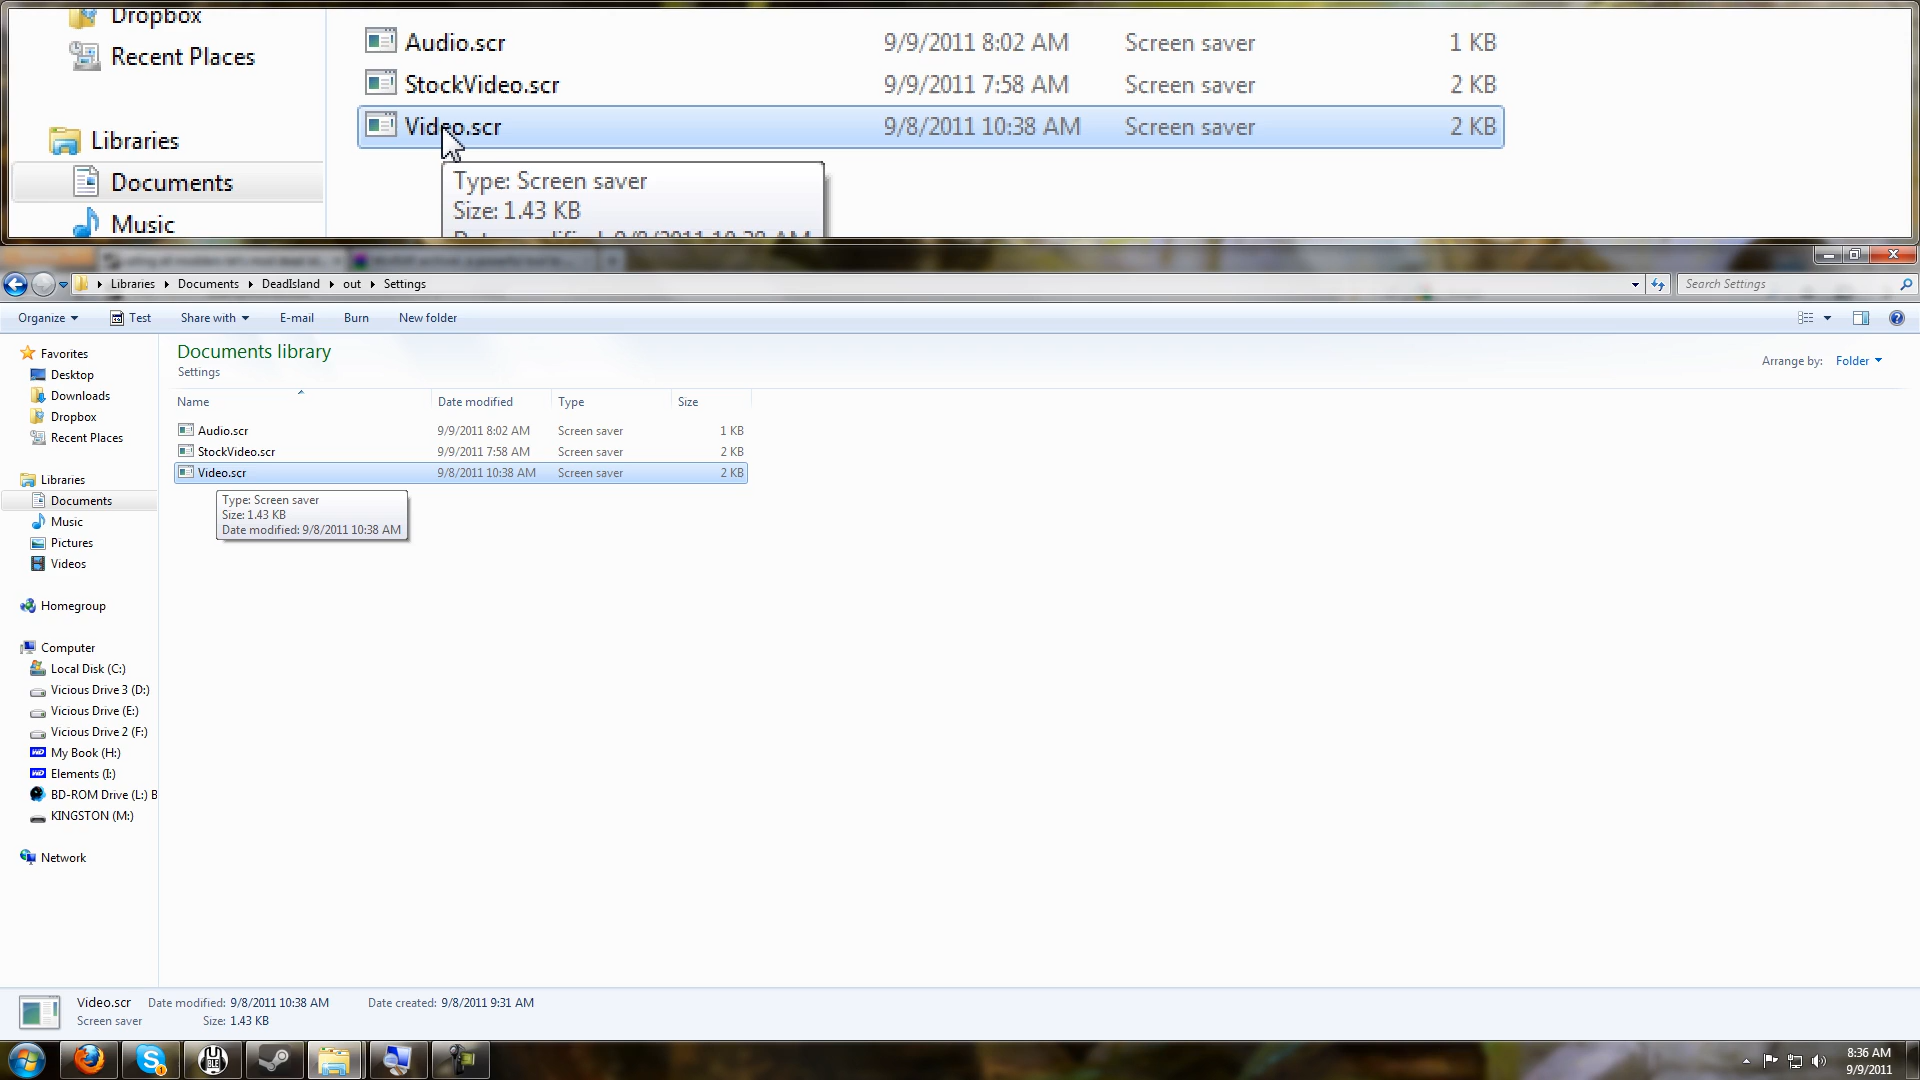 Dropbox
Recent Places
Libraries
Documents
Music
Audio.scr 9/9/2011 8:02 AM Screen saver 1 KB
StockVideo.scr 9/9/2011 7:58 AM Screen saver 2 KB
Video.scr 9/8/2011 10:38 AM Screen saver 2 KB
Type: Screen saver
Size: 1.43 KB
Date modified: 9/8/2011 10:38 AM
Libraries Documents DeadIsland out Settings
Search Settings
Organize Test Share with E-mail Burn New folder
Favorites
Desktop
Downloads
Dropbox
Recent Places
Libraries
Documents
Music
Pictures
Videos
Homegroup
Computer
Local Disk (C:)
Vicious Drive 3 (D:)
Vicious Drive (E:)
Vicious Drive 2 (F:)
My Book (H:)
Elements (I:)
BD-ROM Drive (L:) B
KINGSTON (M:)
Network
Documents library
Settings
Arrange by: Folder
Name Date modified Type Size
Audio.scr 9/9/2011 8:02 AM Screen saver 1 KB
StockVideo.scr 9/9/2011 7:58 AM Screen saver 2 KB
Video.scr 9/8/2011 10:38 AM Screen saver 2 KB
Type: Screen saver
Size: 1.43 KB
Date modified: 9/8/2011 10:38 AM
Video.scr Date modified: 9/8/2011 10:38 AM Date created: 9/8/2011 9:31 AM
Screen saver Size: 1.43 KB
8:36 AM
9/9/2011